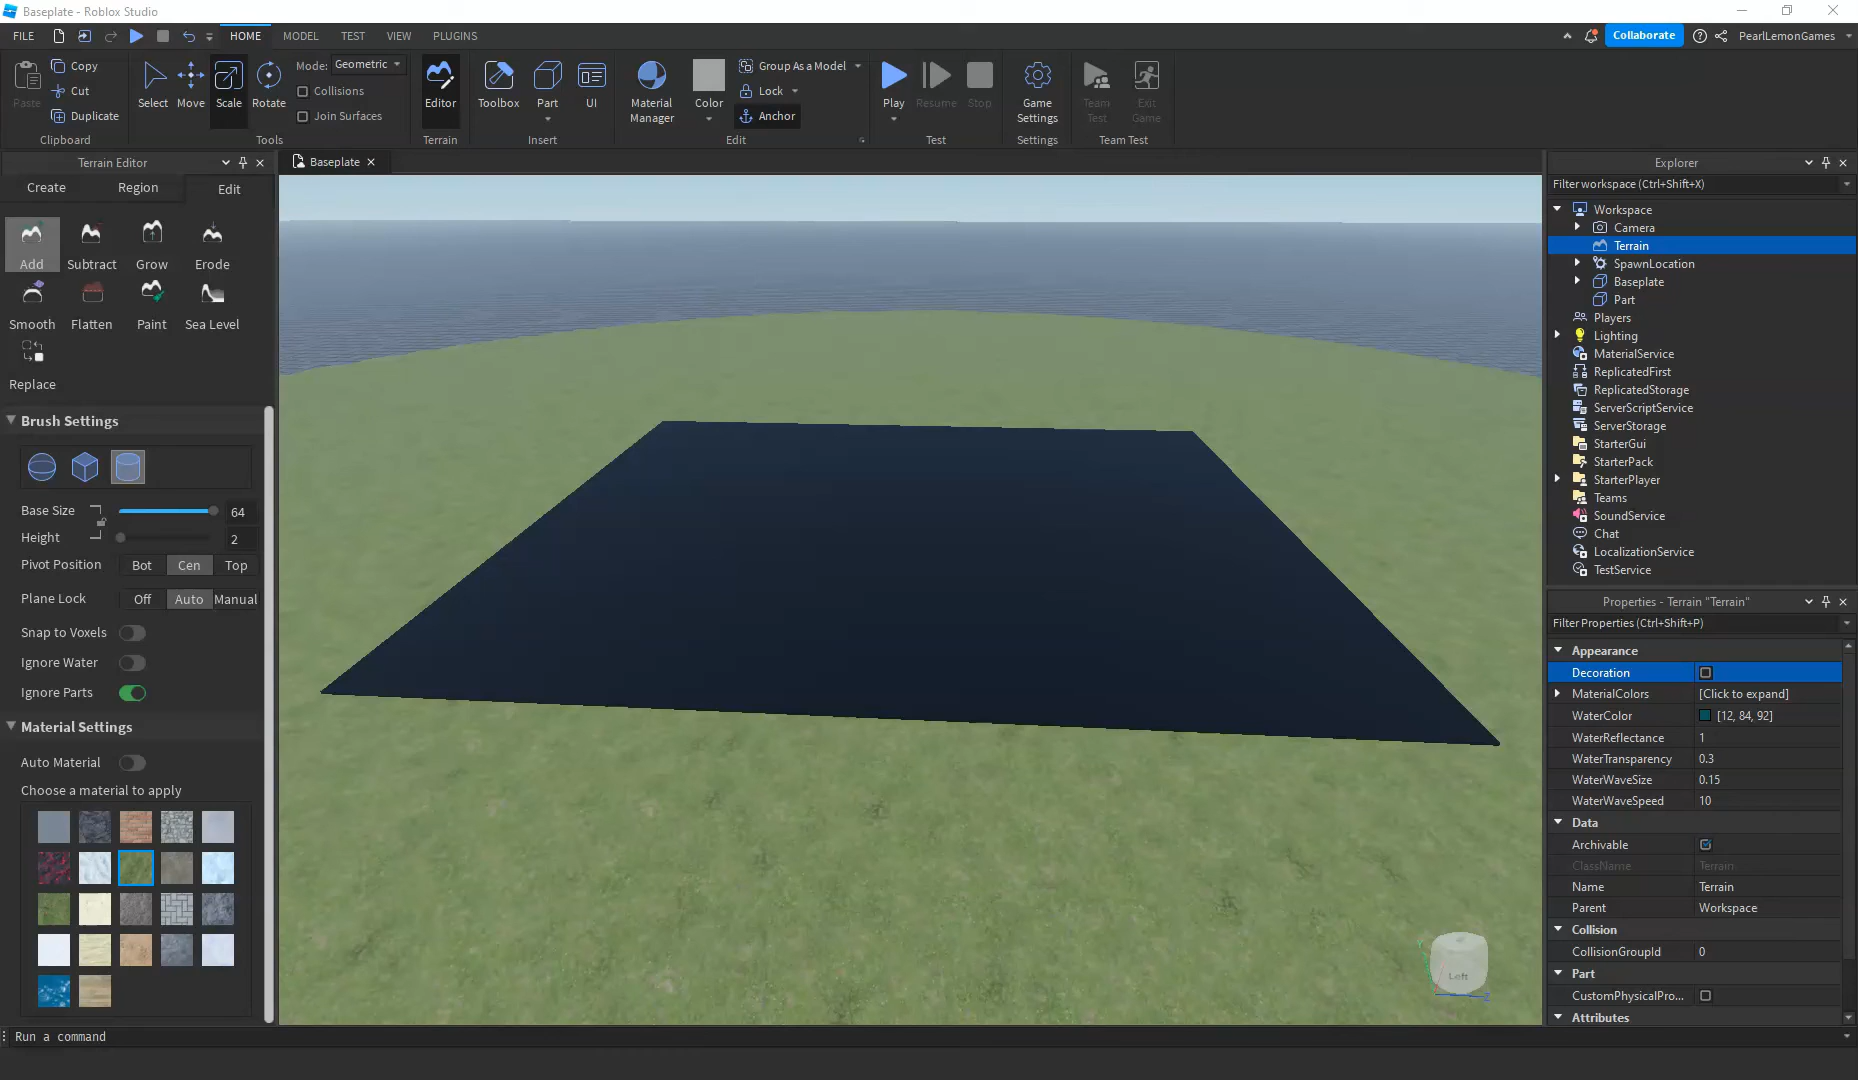 Baseplate - Roblox Studio
FILE
HOME
MODEL
TEST
VIEW
PLUGINS
Collaborate
PearlLemonGames
Paste
Copy
Cut
Duplicate
Clipboard
Select
Move
Scale
Rotate
Mode: Geometric
Collisions
Join Surfaces
Tools
Editor
Terrain
Toolbox
Part
UI
Insert
Material Manager
Color
Group As a Model
Lock
Anchor
Edit
Play
Resume
Stop
Test
Game Settings
Settings
Team Test
Exit Game
Team Test
Terrain Editor
Create
Region
Edit
Add
Subtract
Grow
Erode
Smooth
Flatten
Paint
Sea Level
Replace
Brush Settings
Base Size 64
Height 2
Pivot Position Bot Cen Top
Plane Lock Off Auto Manual
Snap to Voxels
Ignore Water
Ignore Parts
Material Settings
Auto Material
Choose a material to apply
Baseplate
Left
Z
Explorer
Filter workspace (Ctrl+Shift+X)
Workspace
Camera
Terrain
SpawnLocation
Baseplate
Part
Players
Lighting
MaterialService
ReplicatedFirst
ReplicatedStorage
ServerScriptService
ServerStorage
StarterGui
StarterPack
StarterPlayer
Teams
SoundService
Chat
LocalizationService
TestService
Properties - Terrain "Terrain"
Filter Properties (Ctrl+Shift+P)
Appearance
Decoration
MaterialColors [Click to expand]
WaterColor [12, 84, 92]
WaterReflectance 1
WaterTransparency 0.3
WaterWaveSize 0.15
WaterWaveSpeed 10
Data
Archivable
ClassName Terrain
Name Terrain
Parent Workspace
Collision
CollisionGroupId 0
Part
CustomPhysicalPro...
Attributes
Run a command